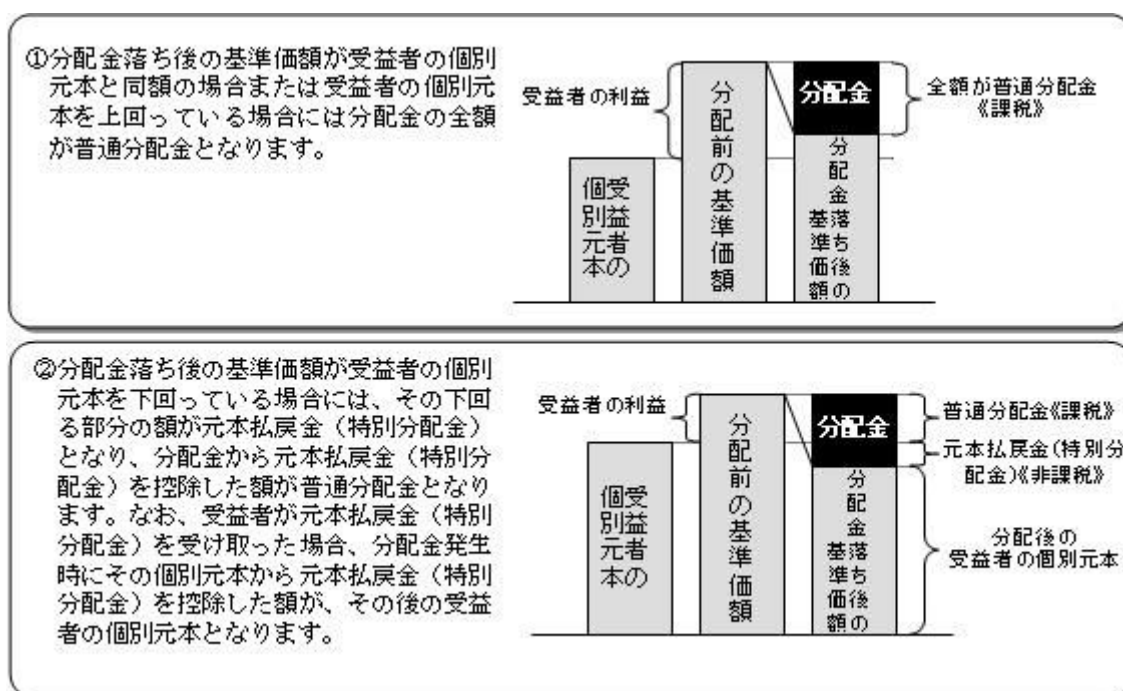 ①分配金落ち後の基準価額が受益者の個別
元本と同額の場合または受益者の個別元
本を上回っている場合には分配金の全額
が普通分配金となります。
受益者の利益
受益者の
個別元本
分配前の基準価額
分配金
分配金落ち後の
基準価額
全額が普通分配金
《課税》
②分配金落ち後の基準価額が受益者の個別
元本を下回っている場合には、その下回
る部分の額が元本払戻金（特別分配金）
となり、分配金から元本払戻金（特別分
配金）を控除した額が普通分配金となり
ます。なお、受益者が元本払戻金（特別
分配金）を受け取った場合、分配金発生
時にその個別元本から元本払戻金（特別
分配金）を控除した額が、その後の受益
者の個別元本となります。
受益者の利益
受益者の
個別元本
分配前の基準価額
分配金
分配金落ち後の
基準価額
普通分配金《課税》
元本払戻金(特別分
配金)《非課税》
分配後の
受益者の個別元本